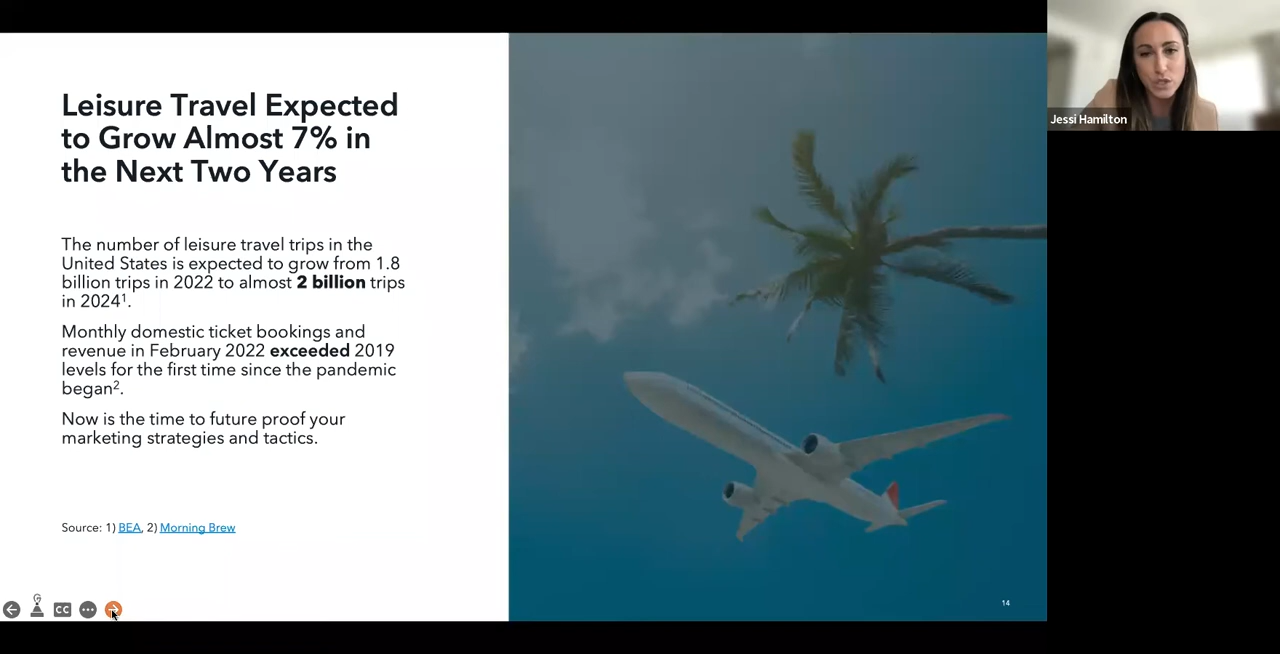 Leisure Travel Expected
to Grow Almost 7% in
the Next Two Years
The number of leisure travel trips in the
United States is expected to grow from 1.8
billion trips in 2022 to almost 2 billion trips
in 2024¹.
Monthly domestic ticket bookings and
revenue in February 2022 exceeded 2019
levels for the first time since the pandemic
began².
Now is the time to future proof your
marketing strategies and tactics.
Source: 1) BEA, 2) Morning Brew
CC
14
Jessi Hamilton